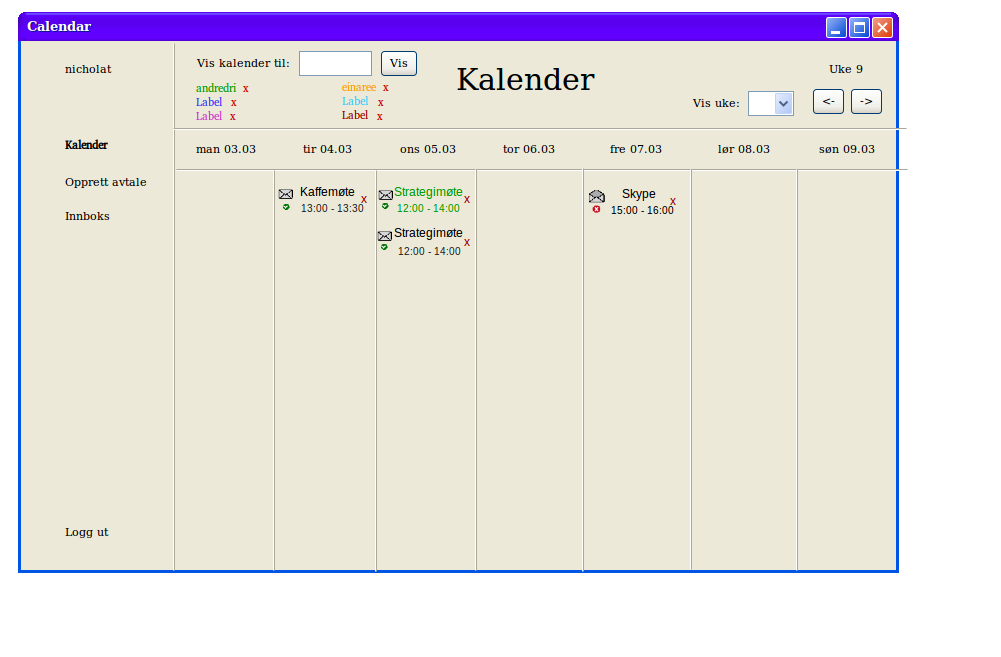 Calendar
nicholat
Vis kalender til:
Vis
Kalender
Uke 9
Vis uke:
<-
->
andredri x
einaree x
Label x
Label x
Label x
Label x
Kalender
man 03.03
tir 04.03
ons 05.03
tor 06.03
fre 07.03
lør 08.03
søn 09.03
Opprett avtale
Innboks
Kaffemøte x
13:00 - 13:30
Strategimøte x
12:00 - 14:00
Strategimøte x
12:00 - 14:00
Skype x
15:00 - 16:00
Logg ut